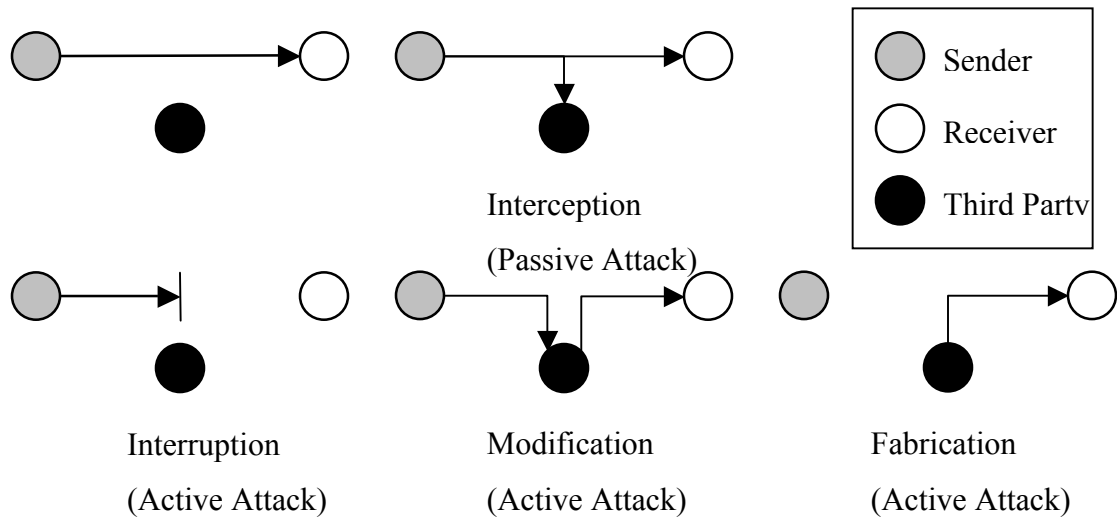 Sender
Receiver
Third Partv
Interception
(Passive Attack)
Interruption
(Active Attack)
Modification
(Active Attack)
Fabrication
(Active Attack)